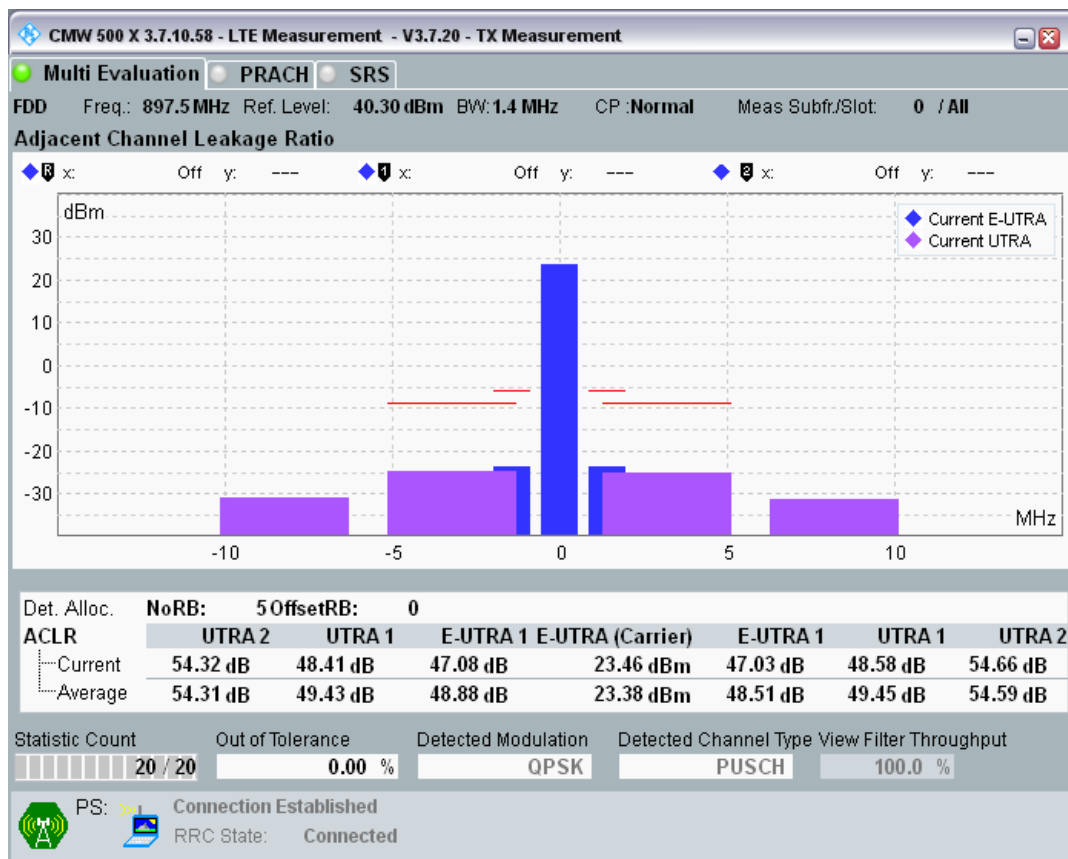 CMW 500 X 3.7.10.58 - LTE Measurement - V3.7.20 - TX Measurement
Multi Evaluation PRACH SRS
FDD Freq.: 897.5 MHz Ref. Level: 40.30 dBm BW: 1.4 MHz CP :Normal Meas Subfr./Slot: 0 / All
Adjacent Channel Leakage Ratio
R x: Off y: --- 1 x: Off y: --- 2 x: Off y: ---
dBm
Current E-UTRA
Current UTRA
30
20
10
0
-10
-20
-30
MHz
-10 -5 0 5 10
Det. Alloc. NoRB: 5 OffsetRB: 0
ACLR UTRA 2 UTRA 1 E-UTRA 1 E-UTRA (Carrier) E-UTRA 1 UTRA 1 UTRA 2
Current 54.32 dB 48.41 dB 47.08 dB 23.46 dBm 47.03 dB 48.58 dB 54.66 dB
Average 54.31 dB 49.43 dB 48.88 dB 23.38 dBm 48.51 dB 49.45 dB 54.59 dB
Statistic Count Out of Tolerance Detected Modulation Detected Channel Type View Filter Throughput
20 / 20 0.00 % QPSK PUSCH 100.0 %
PS: Connection Established
RRC State: Connected